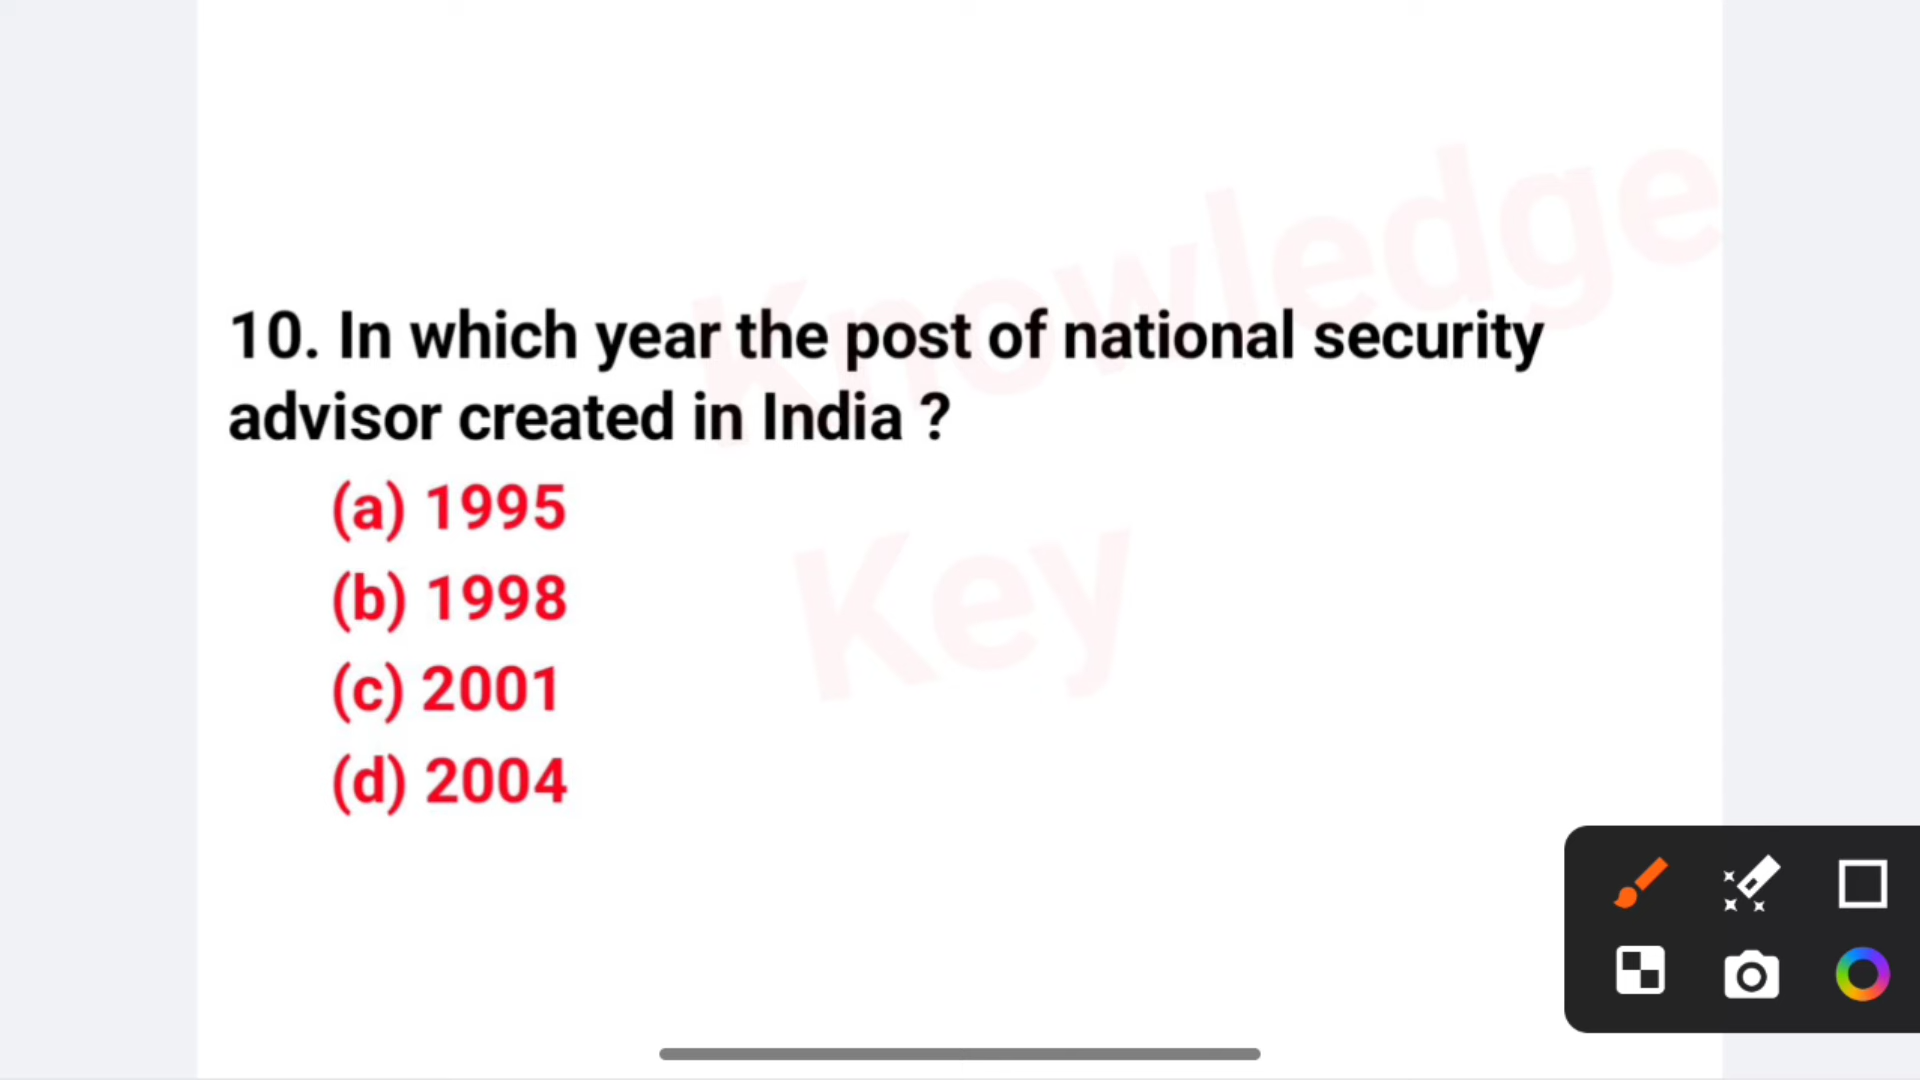 Knowledge
Key
10. In which year the post of national security
advisor created in India ?
(a) 1995
(b) 1998
(c) 2001
(d) 2004